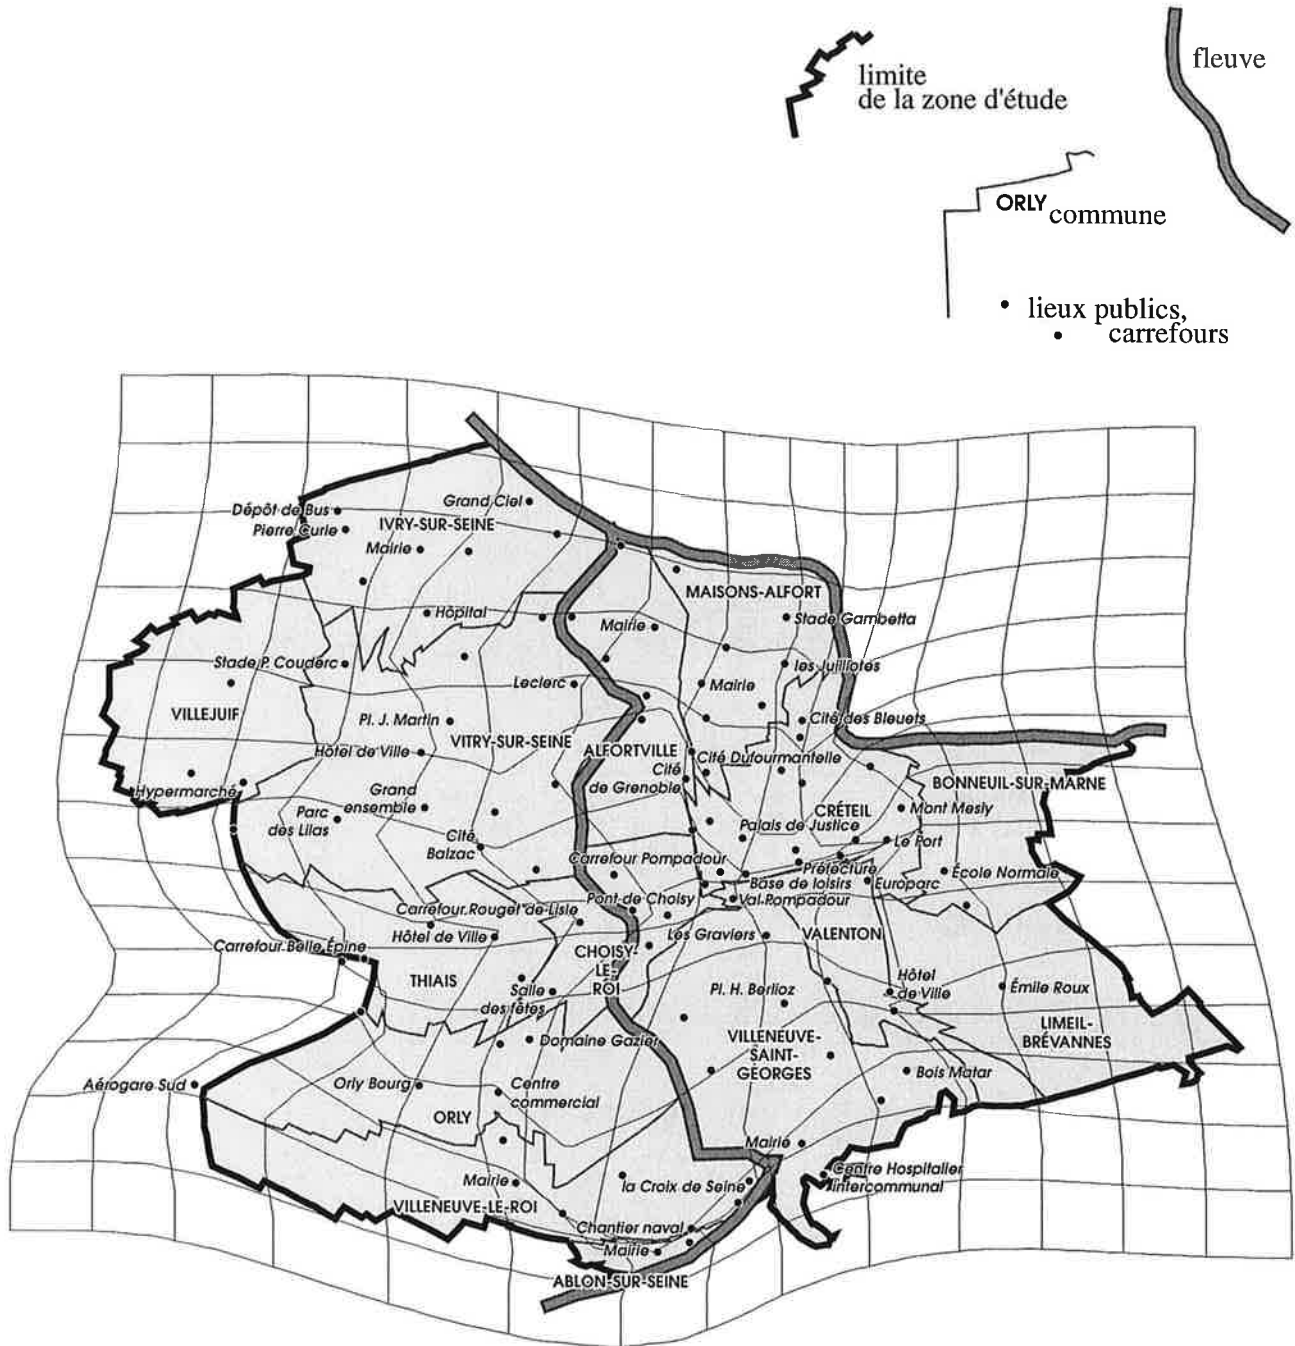 fleuve
limite
de la zone d'étude
ORLY commune
lieux publics,
carrefours
Grand Ciel
Dépôt de Bus
Pierre Curie
IVRY-SUR-SEINE
Mairie
MAISONS-ALFORT
Hôpital
Mairie
Stade Gambetta
Stade P. Couderc
les Juilliotes
Leclerc
Mairie
VILLEJUIF
Pl. J. Martin
Cité des Bleuets
VITRY-SUR-SEINE
Hôtel de Ville
ALFORTVILLE
Cité Dufourmantelle
Cité
de Grenoble
BONNEUIL-SUR-MARNE
Hypermarché
Grand
ensemble
Parc
des Lilas
CRÉTEIL
Mont Mesly
Palais de Justice
Cité
Balzac
Le Port
Carrefour Pompadour
Préfecture
École Normale
Base de loisirs
Europarc
Pont de Choisy
Val Pompadour
Carrefour Rouget de Lisle
Hôtel de Ville
Les Graviers
VALENTON
Carrefour Belle Épine
CHOISY-
LE-
ROI
THIAIS
Salle
des fêtes
Pl. H. Berlioz
Hôtel
de Ville
Émile Roux
VILLENEUVE-
SAINT-
GEORGES
LIMEIL-
BRÉVANNES
Domaine Gazier
Aérogare Sud
Orly Bourg
Centre
commercial
Bois Matar
ORLY
Mairie
Centre Hospitalier
intercommunal
Mairie
la Croix de Seine
VILLENEUVE-LE-ROI
Chantier naval
Mairie
ABLON-SUR-SEINE